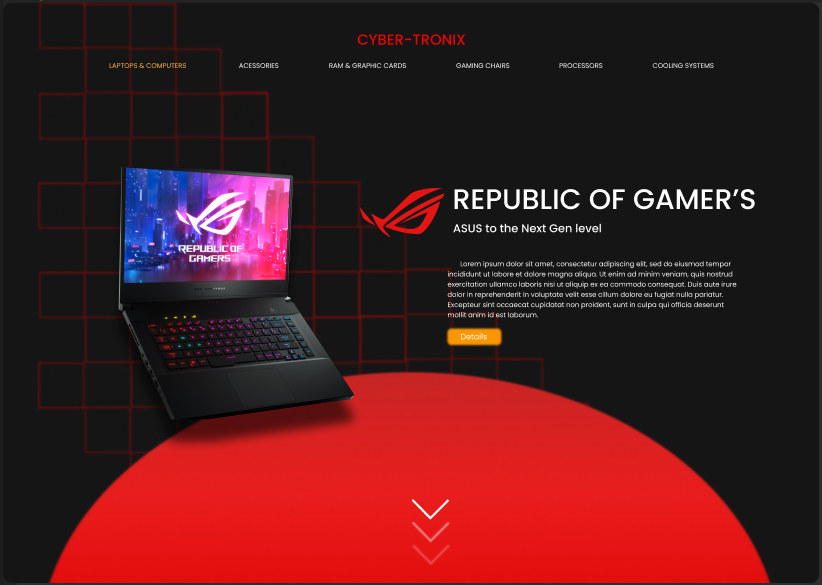 CYBER-TRONIX
LAPTOPS & COMPUTERS ACESSORIES RAM & GRAPHIC CARDS GAMING CHAIRS PROCESSORS COOLING SYSTEMS
REPUBLIC OF GAMER'S
ASUS to the Next Gen level
REPUBLIC OF
GAMERS
Lorem ipsum dolor sit amet, consectetur adipiscing elit, sed do eiusmod tempor
incididunt ut labore et dolore magna aliqua. Ut enim ad minim veniam, quis nostrud
exercitation ullamco laboris nisi ut aliquip ex ea commodo consequat. Duis aute irure
dolor in reprehenderit in voluptate velit esse cillum dolore eu fugiat nulla pariatur.
Excepteur sint occaecat cupidatat non proident, sunt in culpa qui officia deserunt
mollit anim id est laborum.
Details